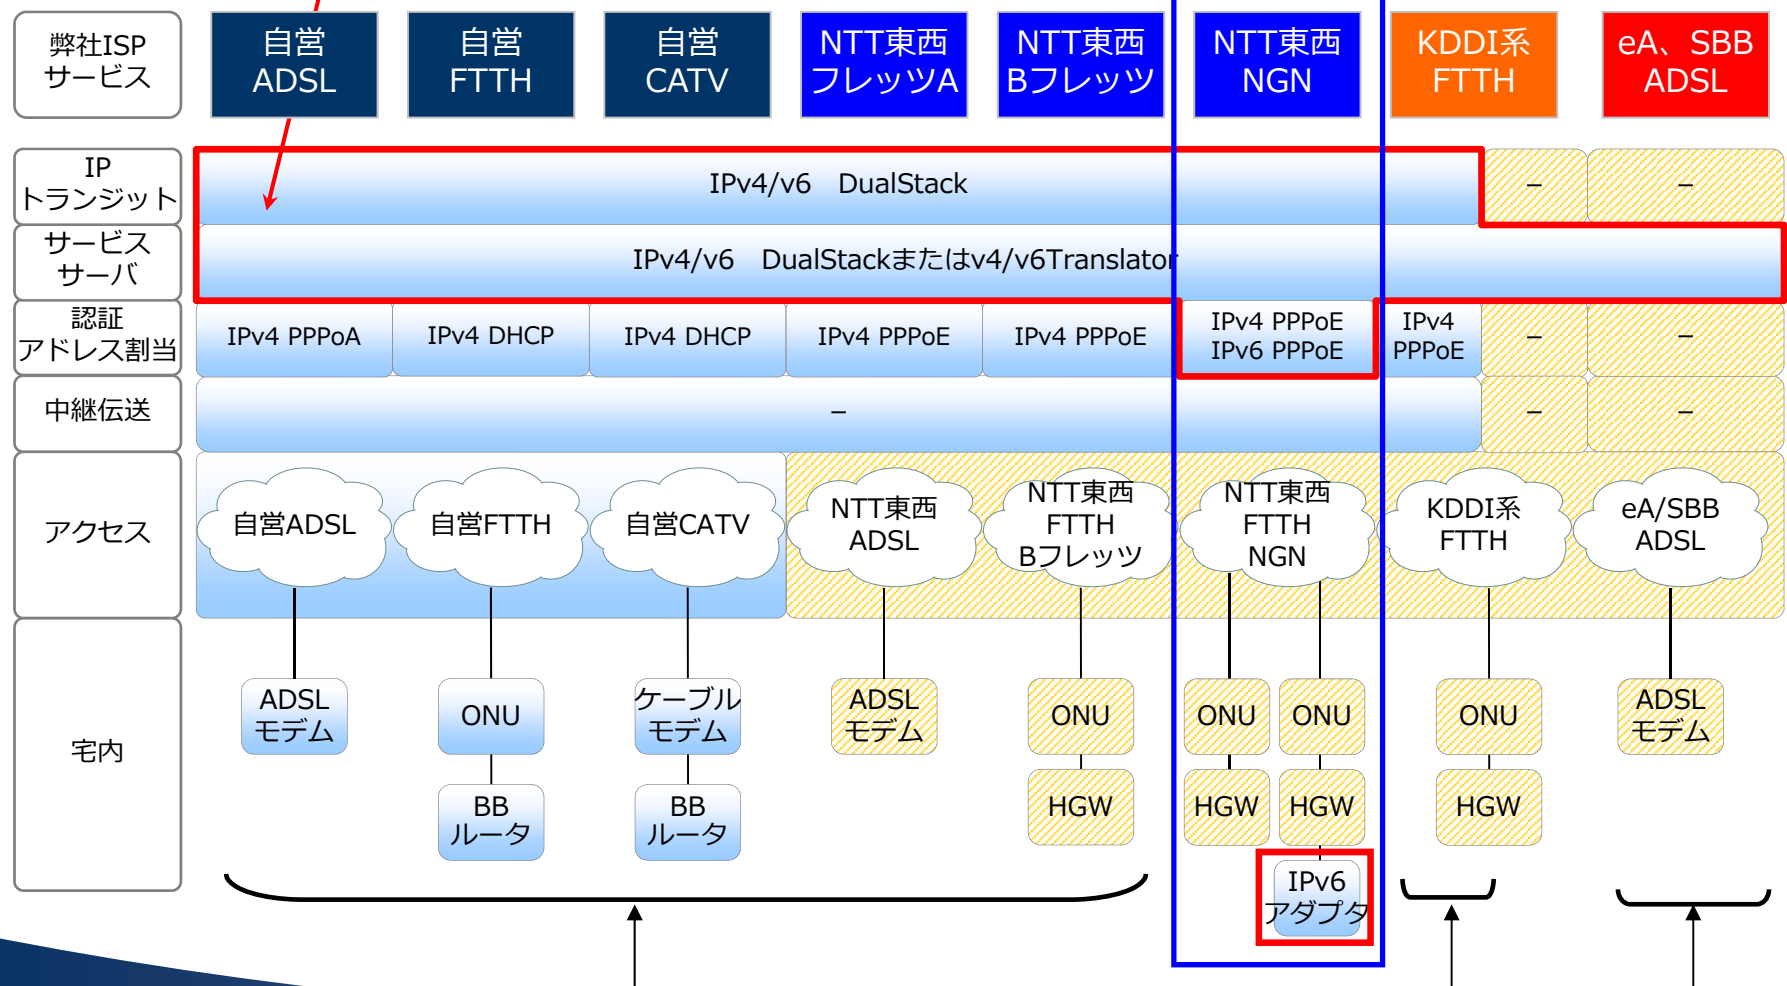 弊社ISP
サービス
自営
ADSL
自営
FTTH
自営
CATV
NTT東西
フレッツA
NTT東西
Bフレッツ
NTT東西
NGN
KDDI系
FTTH
eA、SBB
ADSL
IP
トランジット
IPv4/v6 DualStack
–
–
サービス
サーバ
IPv4/v6 DualStackまたはv4/v6Translator
認証
アドレス割当
IPv4 PPPoA
IPv4 DHCP
IPv4 DHCP
IPv4 PPPoE
IPv4 PPPoE
IPv4 PPPoE
IPv6 PPPoE
IPv4
PPPoE
–
–
中継伝送
–
–
–
アクセス
自営ADSL
自営FTTH
自営CATV
NTT東西
ADSL
NTT東西
FTTH
Bフレッツ
NTT東西
FTTH
NGN
KDDI系
FTTH
eA/SBB
ADSL
宅内
ADSL
モデム
ONU
ケーブル
モデム
ADSL
モデム
ONU
ONU
ONU
ONU
ADSL
モデム
BB
ルータ
BB
ルータ
HGW
HGW
HGW
HGW
IPv6
アダプタ